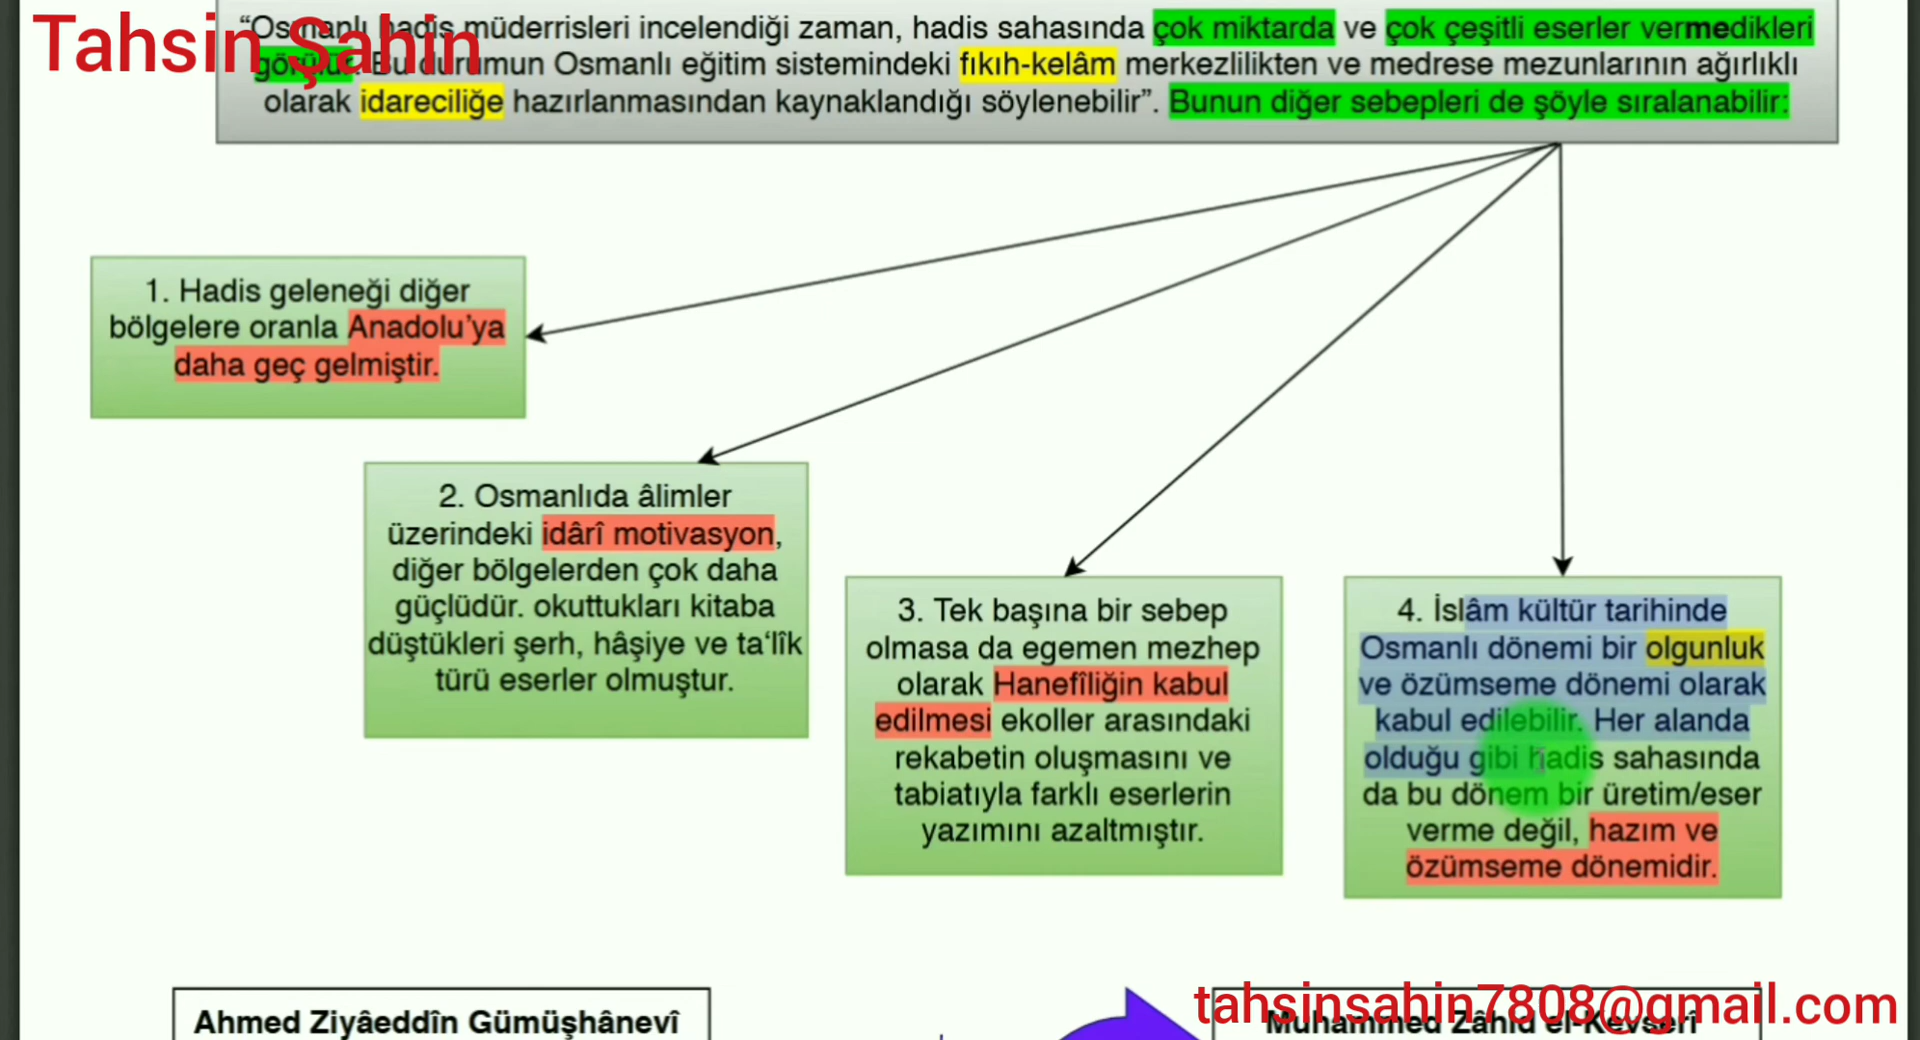 Tahsin Şahin
“Osmanlı hadis müderrisleri incelendiği zaman, hadis sahasında çok miktarda ve çok çeşitli eserler vermedikleri
görülür. Bu durumun Osmanlı eğitim sistemindeki fıkıh-kelâm merkezlilikten ve medrese mezunlarının ağırlıklı
olarak idareciliğe hazırlanmasından kaynaklandığı söylenebilir”. Bunun diğer sebepleri de şöyle sıralanabilir:
1. Hadis geleneği diğer
bölgelere oranla Anadolu’ya
daha geç gelmiştir.
2. Osmanlıda âlimler
üzerindeki idârî motivasyon,
diğer bölgelerden çok daha
güçlüdür. okuttukları kitaba
düştükleri şerh, hâşiye ve ta‘lîk
türü eserler olmuştur.
3. Tek başına bir sebep
olmasa da egemen mezhep
olarak Hanefîliğin kabul
edilmesi ekoller arasındaki
rekabetin oluşmasını ve
tabiatıyla farklı eserlerin
yazımını azaltmıştır.
4. İslâm kültür tarihinde
Osmanlı dönemi bir olgunluk
ve özümseme dönemi olarak
kabul edilebilir. Her alanda
olduğu gibi hadis sahasında
da bu dönem bir üretim/eser
verme değil, hazım ve
özümseme dönemidir.
Ahmed Ziyâeddîn Gümüşhânevî
Muhammed Zâhid el-Kevserî
tahsinsahin7808@gmail.com